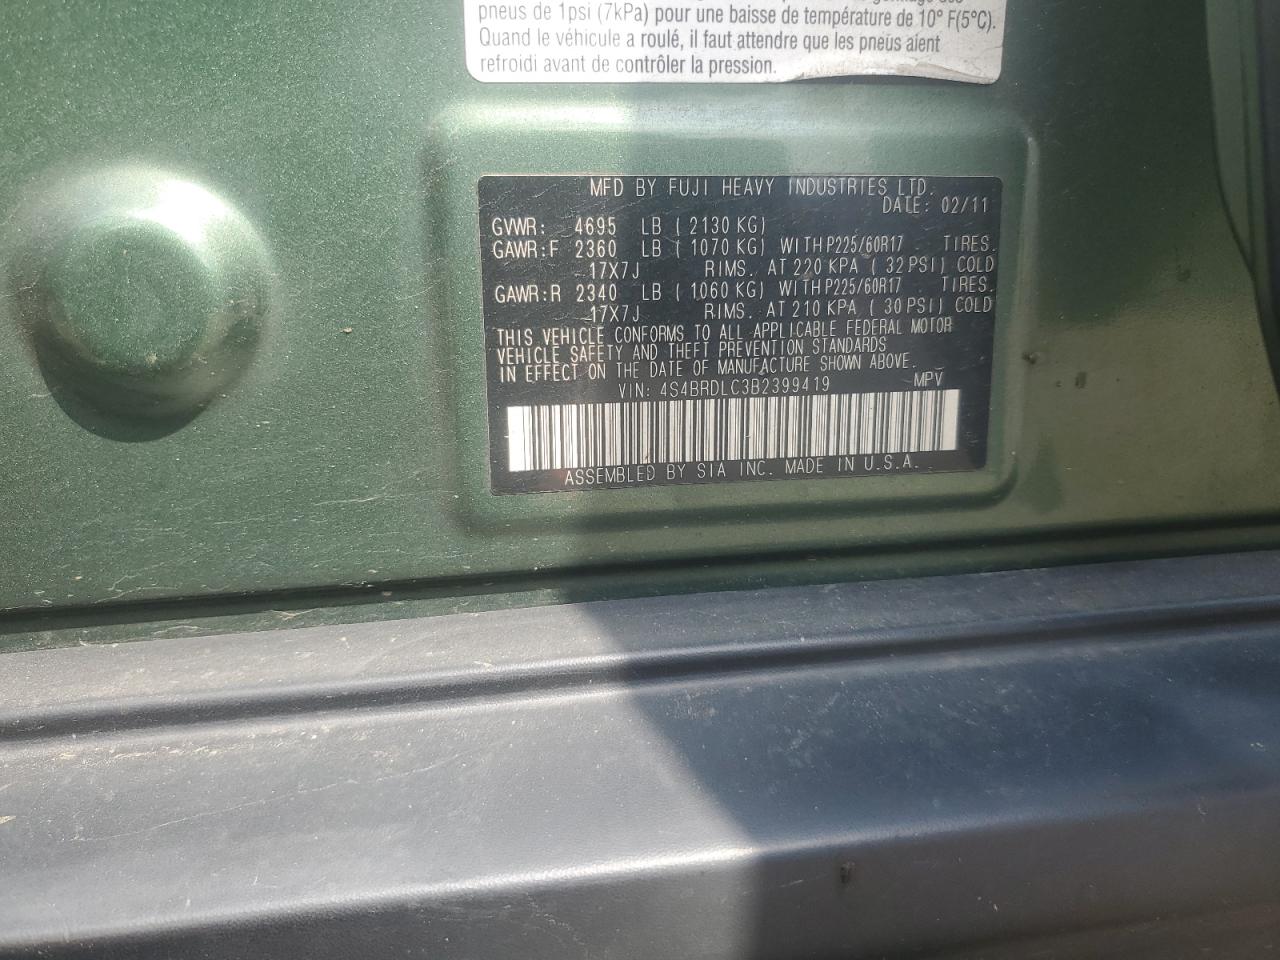 pneus de 1psi (7kPa) pour une baisse de température de 10° F(5°C).
Quand le véhicule a roulé, il faut attendre que les pneus aient
refroidi avant de contrôler la pression.
MFD BY FUJI HEAVY INDUSTRIES LTD.
DATE: 02/11
GVWR: 4695 LB ( 2130 KG)
GAWR:F 2360 LB ( 1070 KG) WITH P225/60R17 . TIRES.
17X7J RIMS. AT 220 KPA ( 32PSI) COLD
GAWR:R 2340 LB ( 1060 KG) WITH P225/60R17 . TIRES.
17X7J RIMS. AT 210 KPA ( 30PSI) COLD
THIS VEHICLE CONFORMS TO ALL APPLICABLE FEDERAL MOTOR
VEHICLE SAFETY AND THEFT PREVENTION STANDARDS
IN EFFECT ON THE DATE OF MANUFACTURE SHOWN ABOVE.
VIN: 4S4BRDLC3B2399419 MPV
ASSEMBLED BY SIA INC. MADE IN U.S.A.